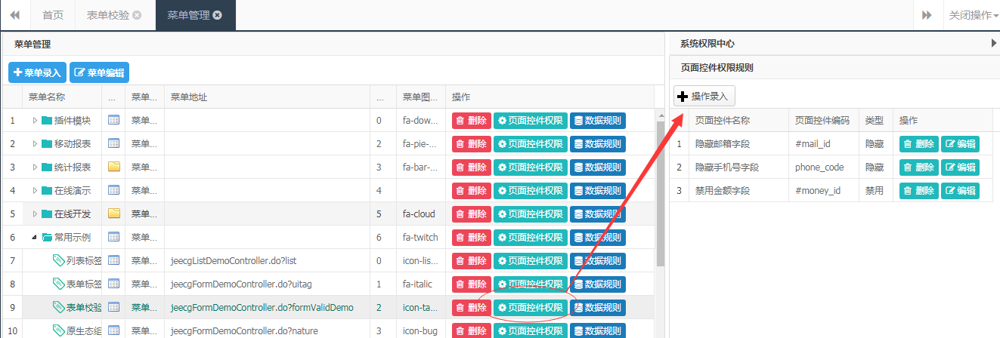 首页 表单校验 菜单管理 关闭操作
菜单管理
菜单录入 菜单编辑
菜单名称 ... 菜单... 菜单地址 ... 菜单图... 操作
1 插件模块 菜单... 0 fa-dow... 删除 页面控件权限 数据规则
2 移动报表 菜单... 2 fa-pie-... 删除 页面控件权限 数据规则
3 统计报表 菜单... 3 fa-bar-... 删除 页面控件权限 数据规则
4 在线演示 菜单... 4 删除 页面控件权限 数据规则
5 在线开发 菜单... 5 fa-cloud 删除 页面控件权限 数据规则
6 常用示例 菜单... 6 fa-twitch 删除 页面控件权限 数据规则
7 列表标签 菜单... jeecgListDemoController.do?list 0 icon-lis... 删除 页面控件权限 数据规则
8 表单标签 菜单... jeecgFormDemoController.do?uitag 1 fa-italic 删除 页面控件权限 数据规则
9 表单校验 菜单... jeecgFormDemoController.do?formValidDemo 2 icon-ta... 删除 页面控件权限 数据规则
10 原生态组 菜单... jeecgFormDemoController.do?nature 3 icon-bug 删除 页面控件权限 数据规则
系统权限中心
页面控件权限规则
操作录入
页面控件名称 页面控件编码 类型 操作
1 隐藏邮箱字段 #mail_id 隐藏 删除 编辑
2 隐藏手机号字段 phone_code 隐藏 删除 编辑
3 禁用金额字段 #money_id 禁用 删除 编辑